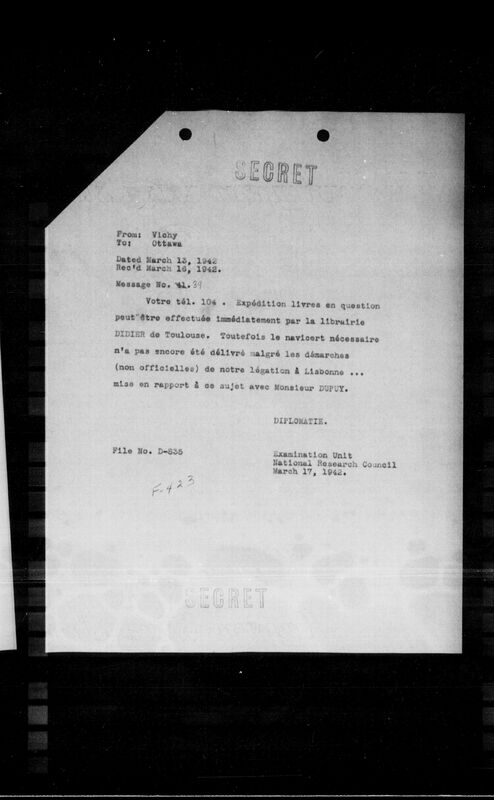 SECRET
From: Vichy
To: Ottawa
Dated March 13, 1942
Rec'd March 16, 1942.
Message No. 41. 39
Votre tél. 104 . Expédition livres en question
peut être effectuée immédiatement par la librairie
DIDIER de Toulouse. Toutefois le navicert nécessaire
n'a pas encore été délivré malgré les démarches
(non officielles) de notre légation à Lisbonne ...
mise en rapport à ce sujet avec Monsieur DUPUY.
DIPLOMATIE.
File No. D-835
Examination Unit
National Research Council
March 17, 1942.
F-423
SECRET